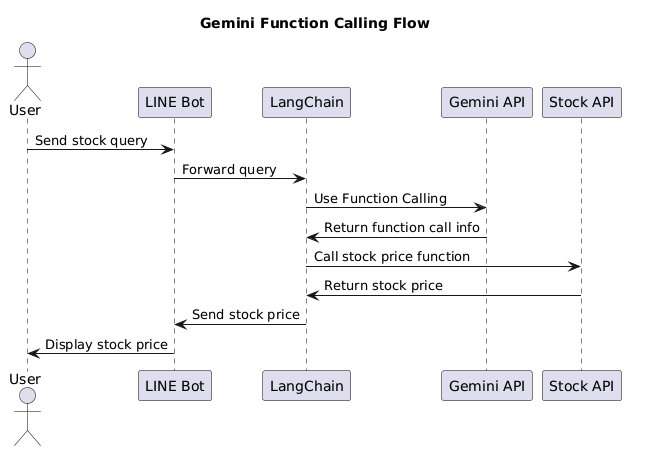 Gemini Function Calling Flow
User
LINE Bot
LangChain
Gemini API
Stock API
Send stock query
Forward query
Use Function Calling
Return function call info
Call stock price function
Return stock price
Send stock price
Display stock price
User
LINE Bot
LangChain
Gemini API
Stock API